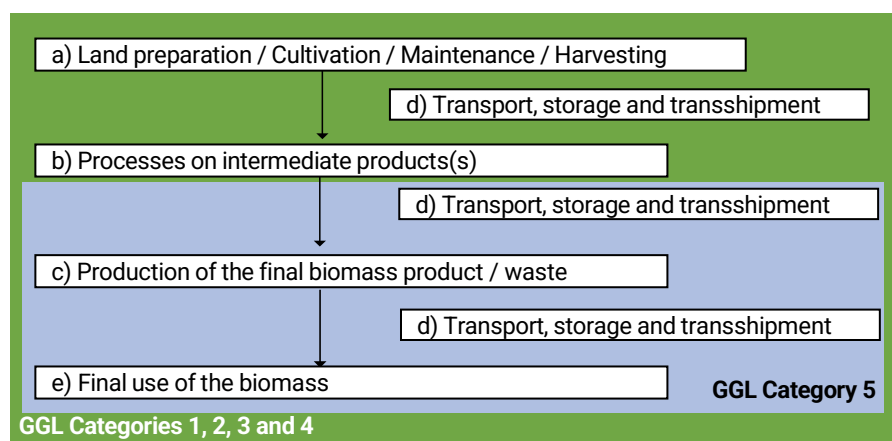 a) Land preparation / Cultivation / Maintenance / Harvesting
d) Transport, storage and transshipment
b) Processes on intermediate products(s)
d) Transport, storage and transshipment
c) Production of the final biomass product / waste
d) Transport, storage and transshipment
e) Final use of the biomass
GGL Category 5
GGL Categories 1, 2, 3 and 4